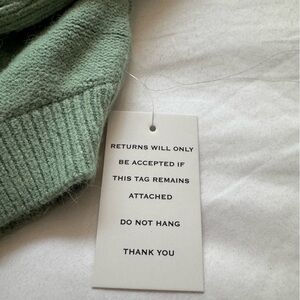 RETURNS WILL ONLY
BE ACCEPTED IF
THIS TAG REMAINS
ATTACHED
DO NOT HANG
THANK YOU